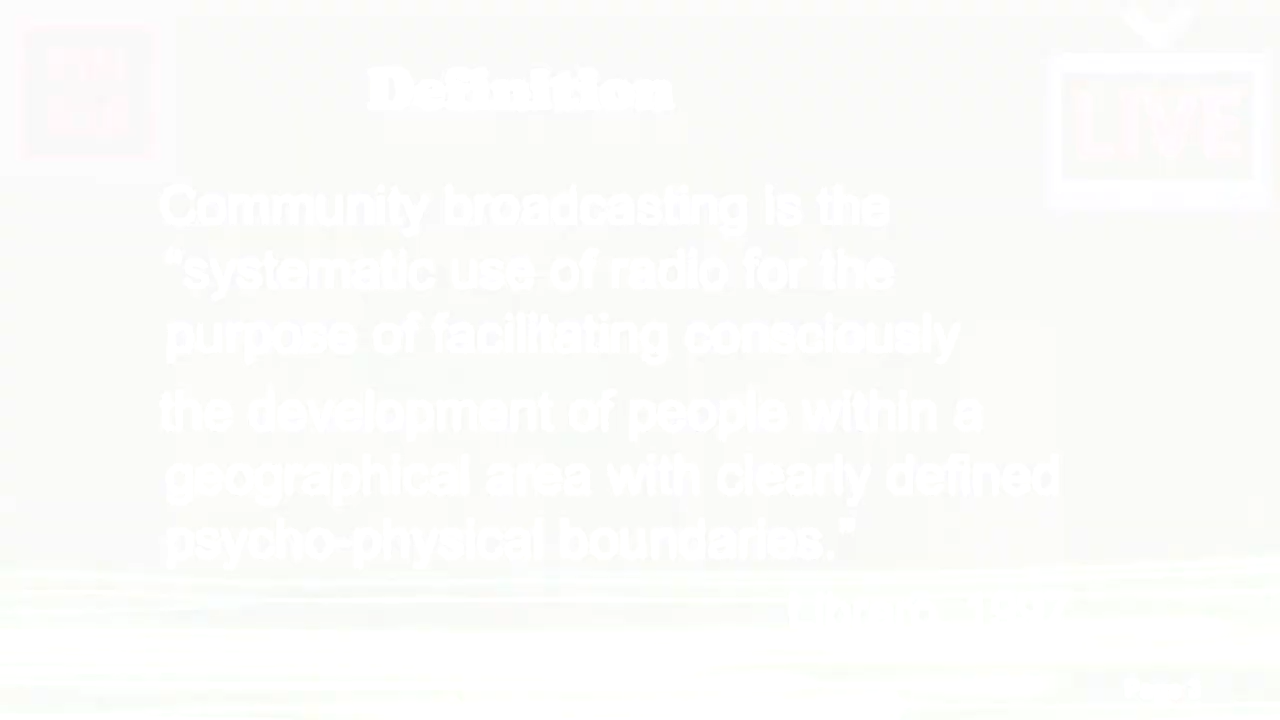 Definition
LIVE
Community broadcasting is the
“systematic use of radio for the
purpose of facilitating consciously
the development of people within a
geographical area with clearly defined
psycho-physical boundaries.”